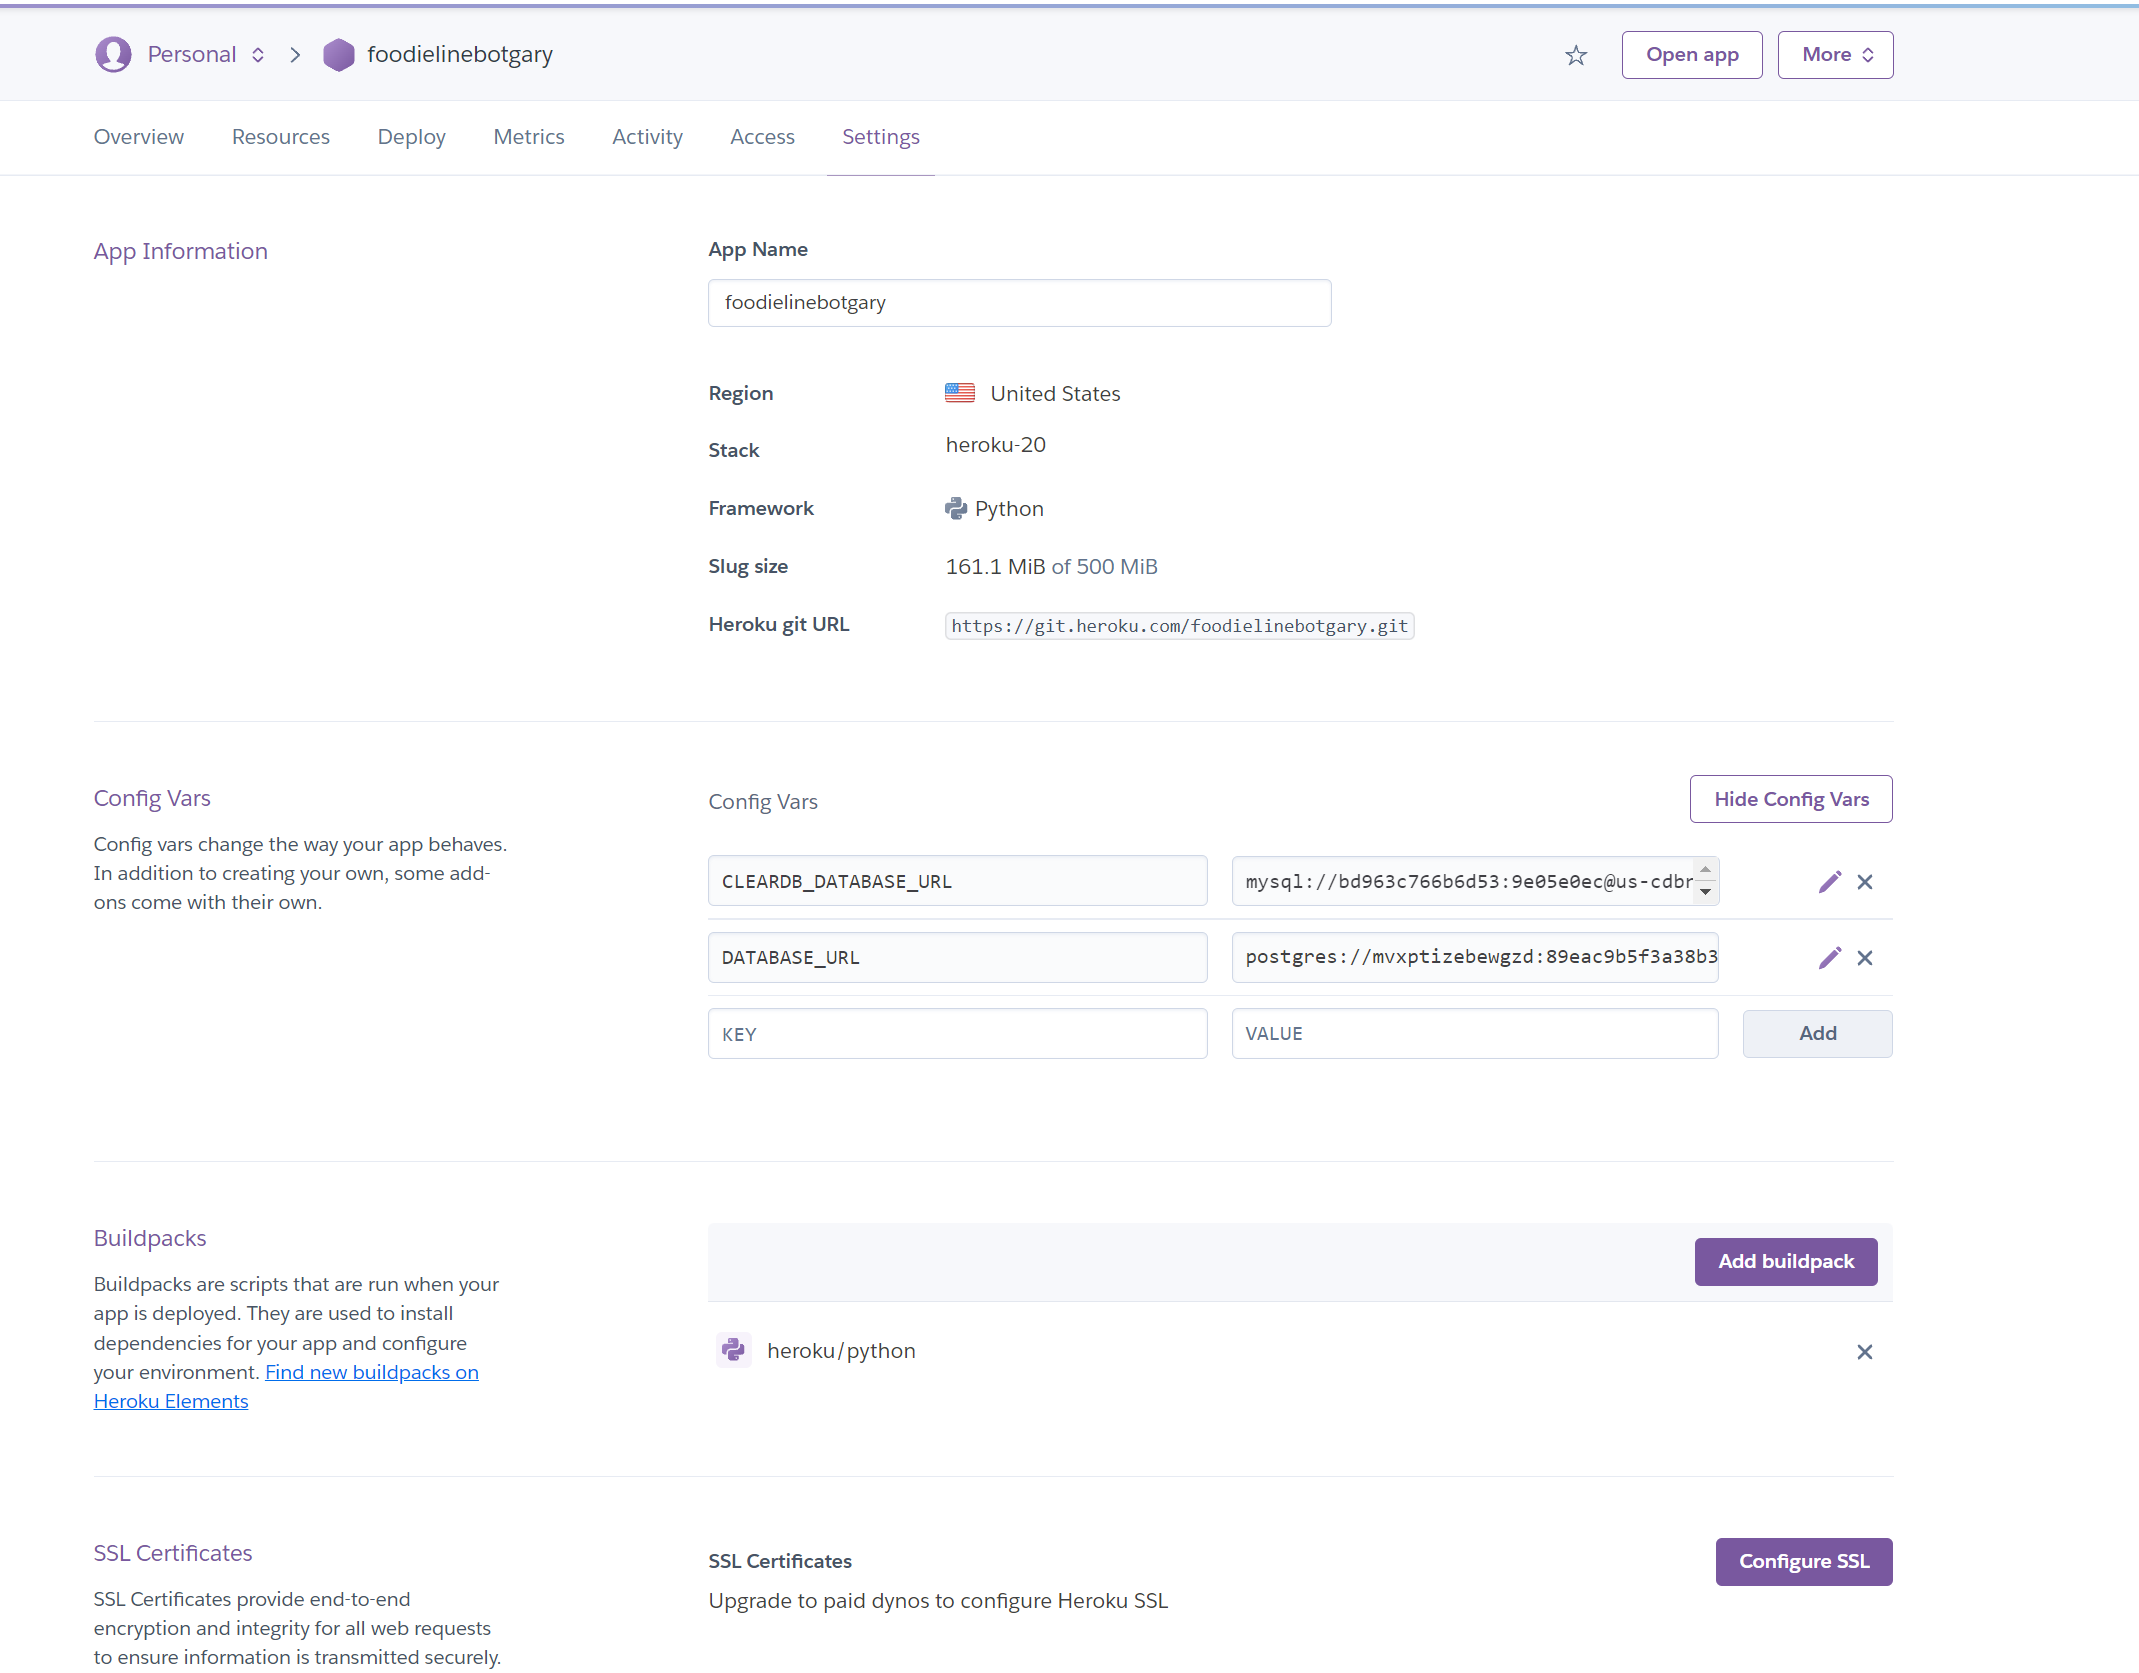 Personal
foodielinebotgary
Open app
More
Overview Resources Deploy Metrics Activity Access Settings
App Information
App Name
foodielinebotgary
Region United States
Stack heroku-20
Framework Python
Slug size 161.1 MiB of 500 MiB
Heroku git URL https://git.heroku.com/foodielinebotgary.git
Config Vars
Config vars change the way your app behaves.
In addition to creating your own, some add-
ons come with their own.
Config Vars
Hide Config Vars
CLEARDB_DATABASE_URL mysql://bd963c766b6d53:9e05e0ec@us-cdbr
DATABASE_URL postgres://mvxptizebewgzd:89eac9b5f3a38b3
KEY VALUE Add
Buildpacks
Buildpacks are scripts that are run when your
app is deployed. They are used to install
dependencies for your app and configure
your environment. Find new buildpacks on
Heroku Elements
Add buildpack
heroku/python
SSL Certificates
SSL Certificates provide end-to-end
encryption and integrity for all web requests
to ensure information is transmitted securely.
SSL Certificates
Upgrade to paid dynos to configure Heroku SSL
Configure SSL